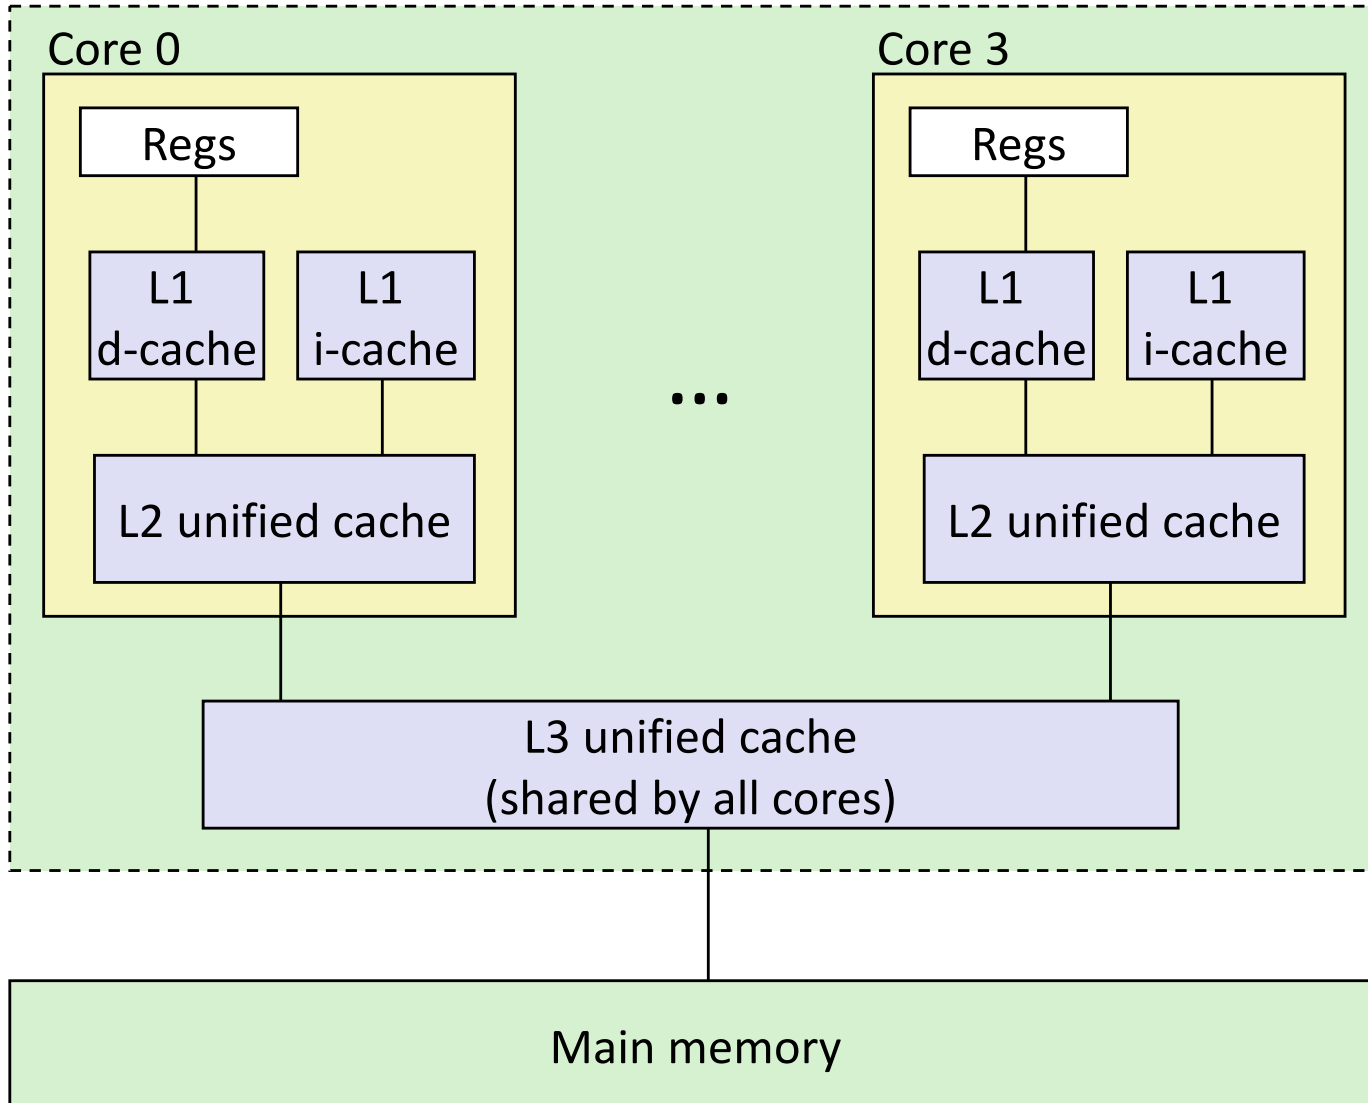 Core 0
Regs
L1
d-cache
L1
i-cache
L2 unified cache
...
Core 3
Regs
L1
d-cache
L1
i-cache
L2 unified cache
L3 unified cache
(shared by all cores)
Main memory